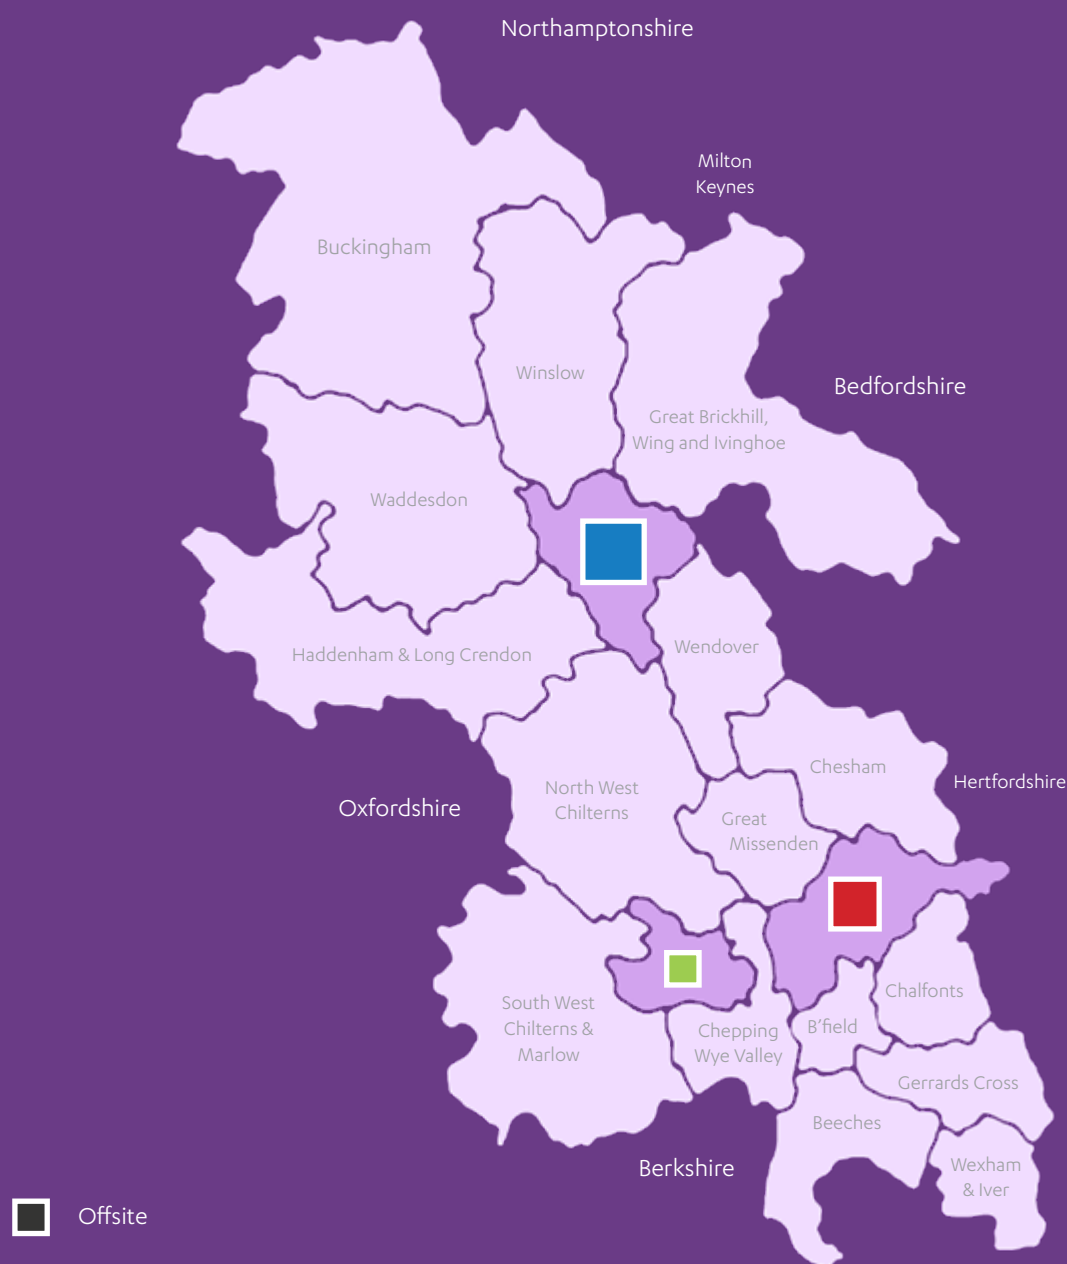 Northamptonshire
Milton
Keynes
Buckingham
Winslow
Bedfordshire
Great Brickhill,
Wing and Ivinghoe
Waddesdon
Wendover
Haddenham & Long Crendon
Chesham
Hertfordshire
North West
Chilterns
Oxfordshire
Great
Missenden
Chalfonts
South West
Chilterns &
Marlow
B'field
Chepping
Wye Valley
Gerrards Cross
Beeches
Berkshire
Wexham
& Iver
Offsite